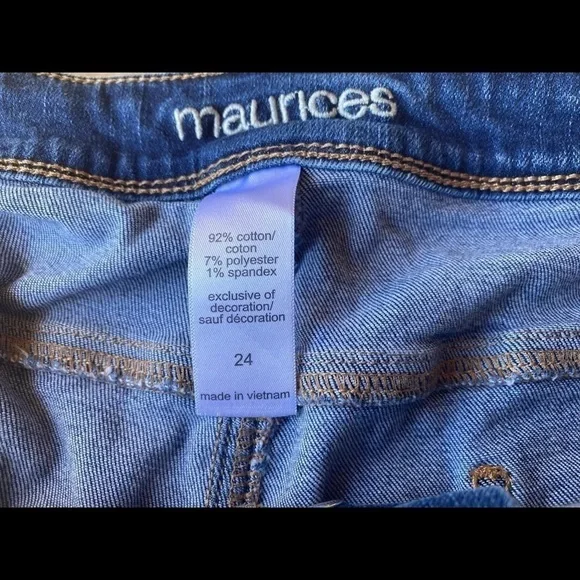 maurices
92% cotton/
coton
7% polyester
1% spandex
exclusive of
decoration/
sauf décoration
24
made in vietnam